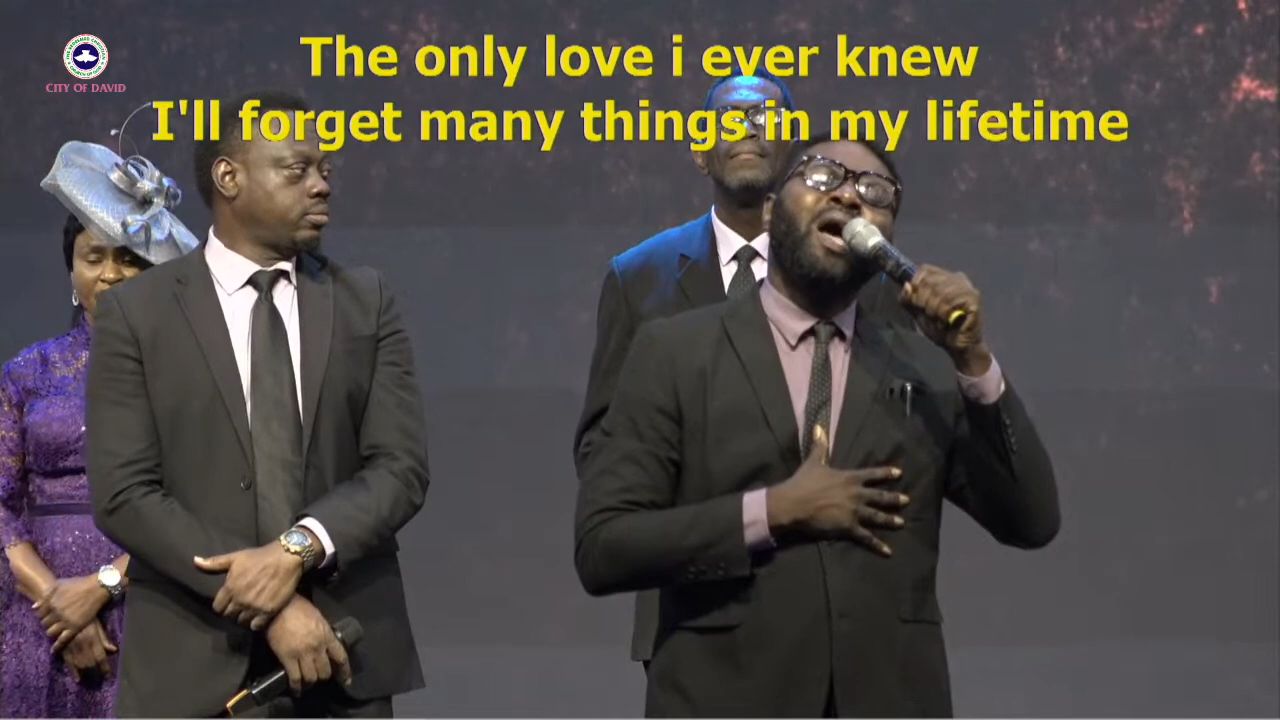 The only love i ever knew
I'll forget many things in my lifetime
CITY OF DAVID